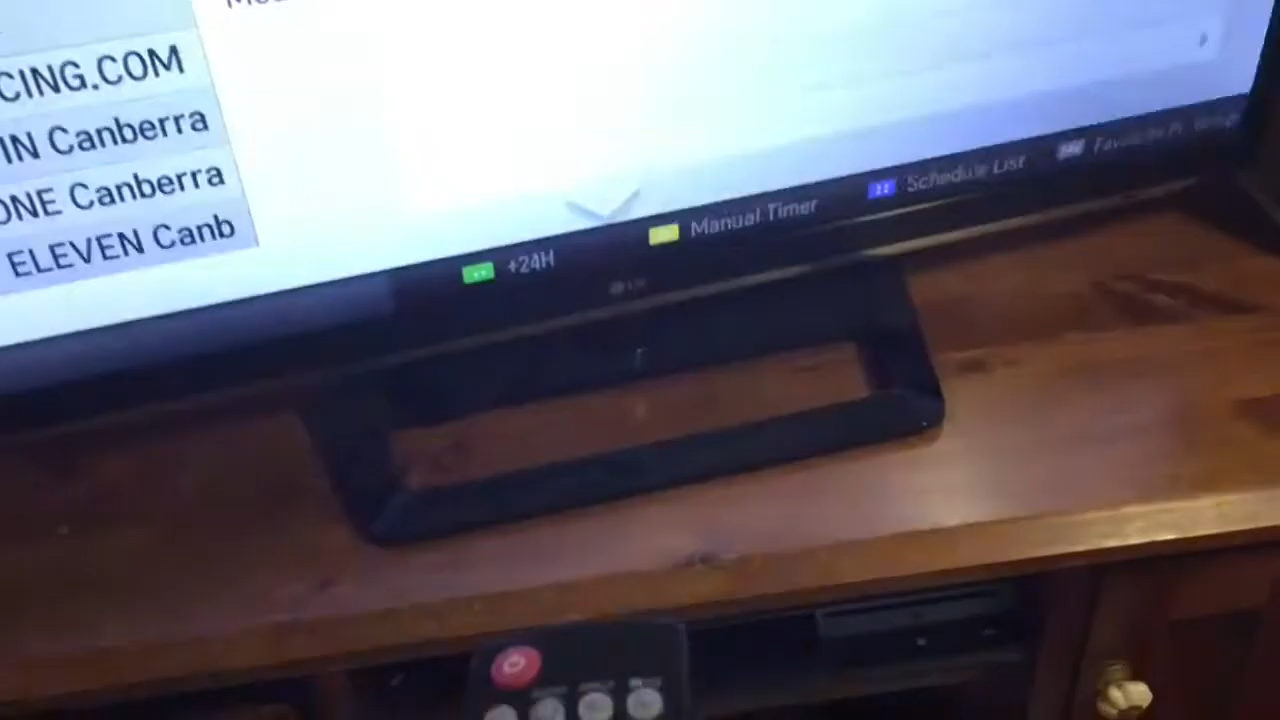 CING.COM
IN Canberra
ONE Canberra
ELEVEN Canb
+24H
Manual Timer
Schedule List